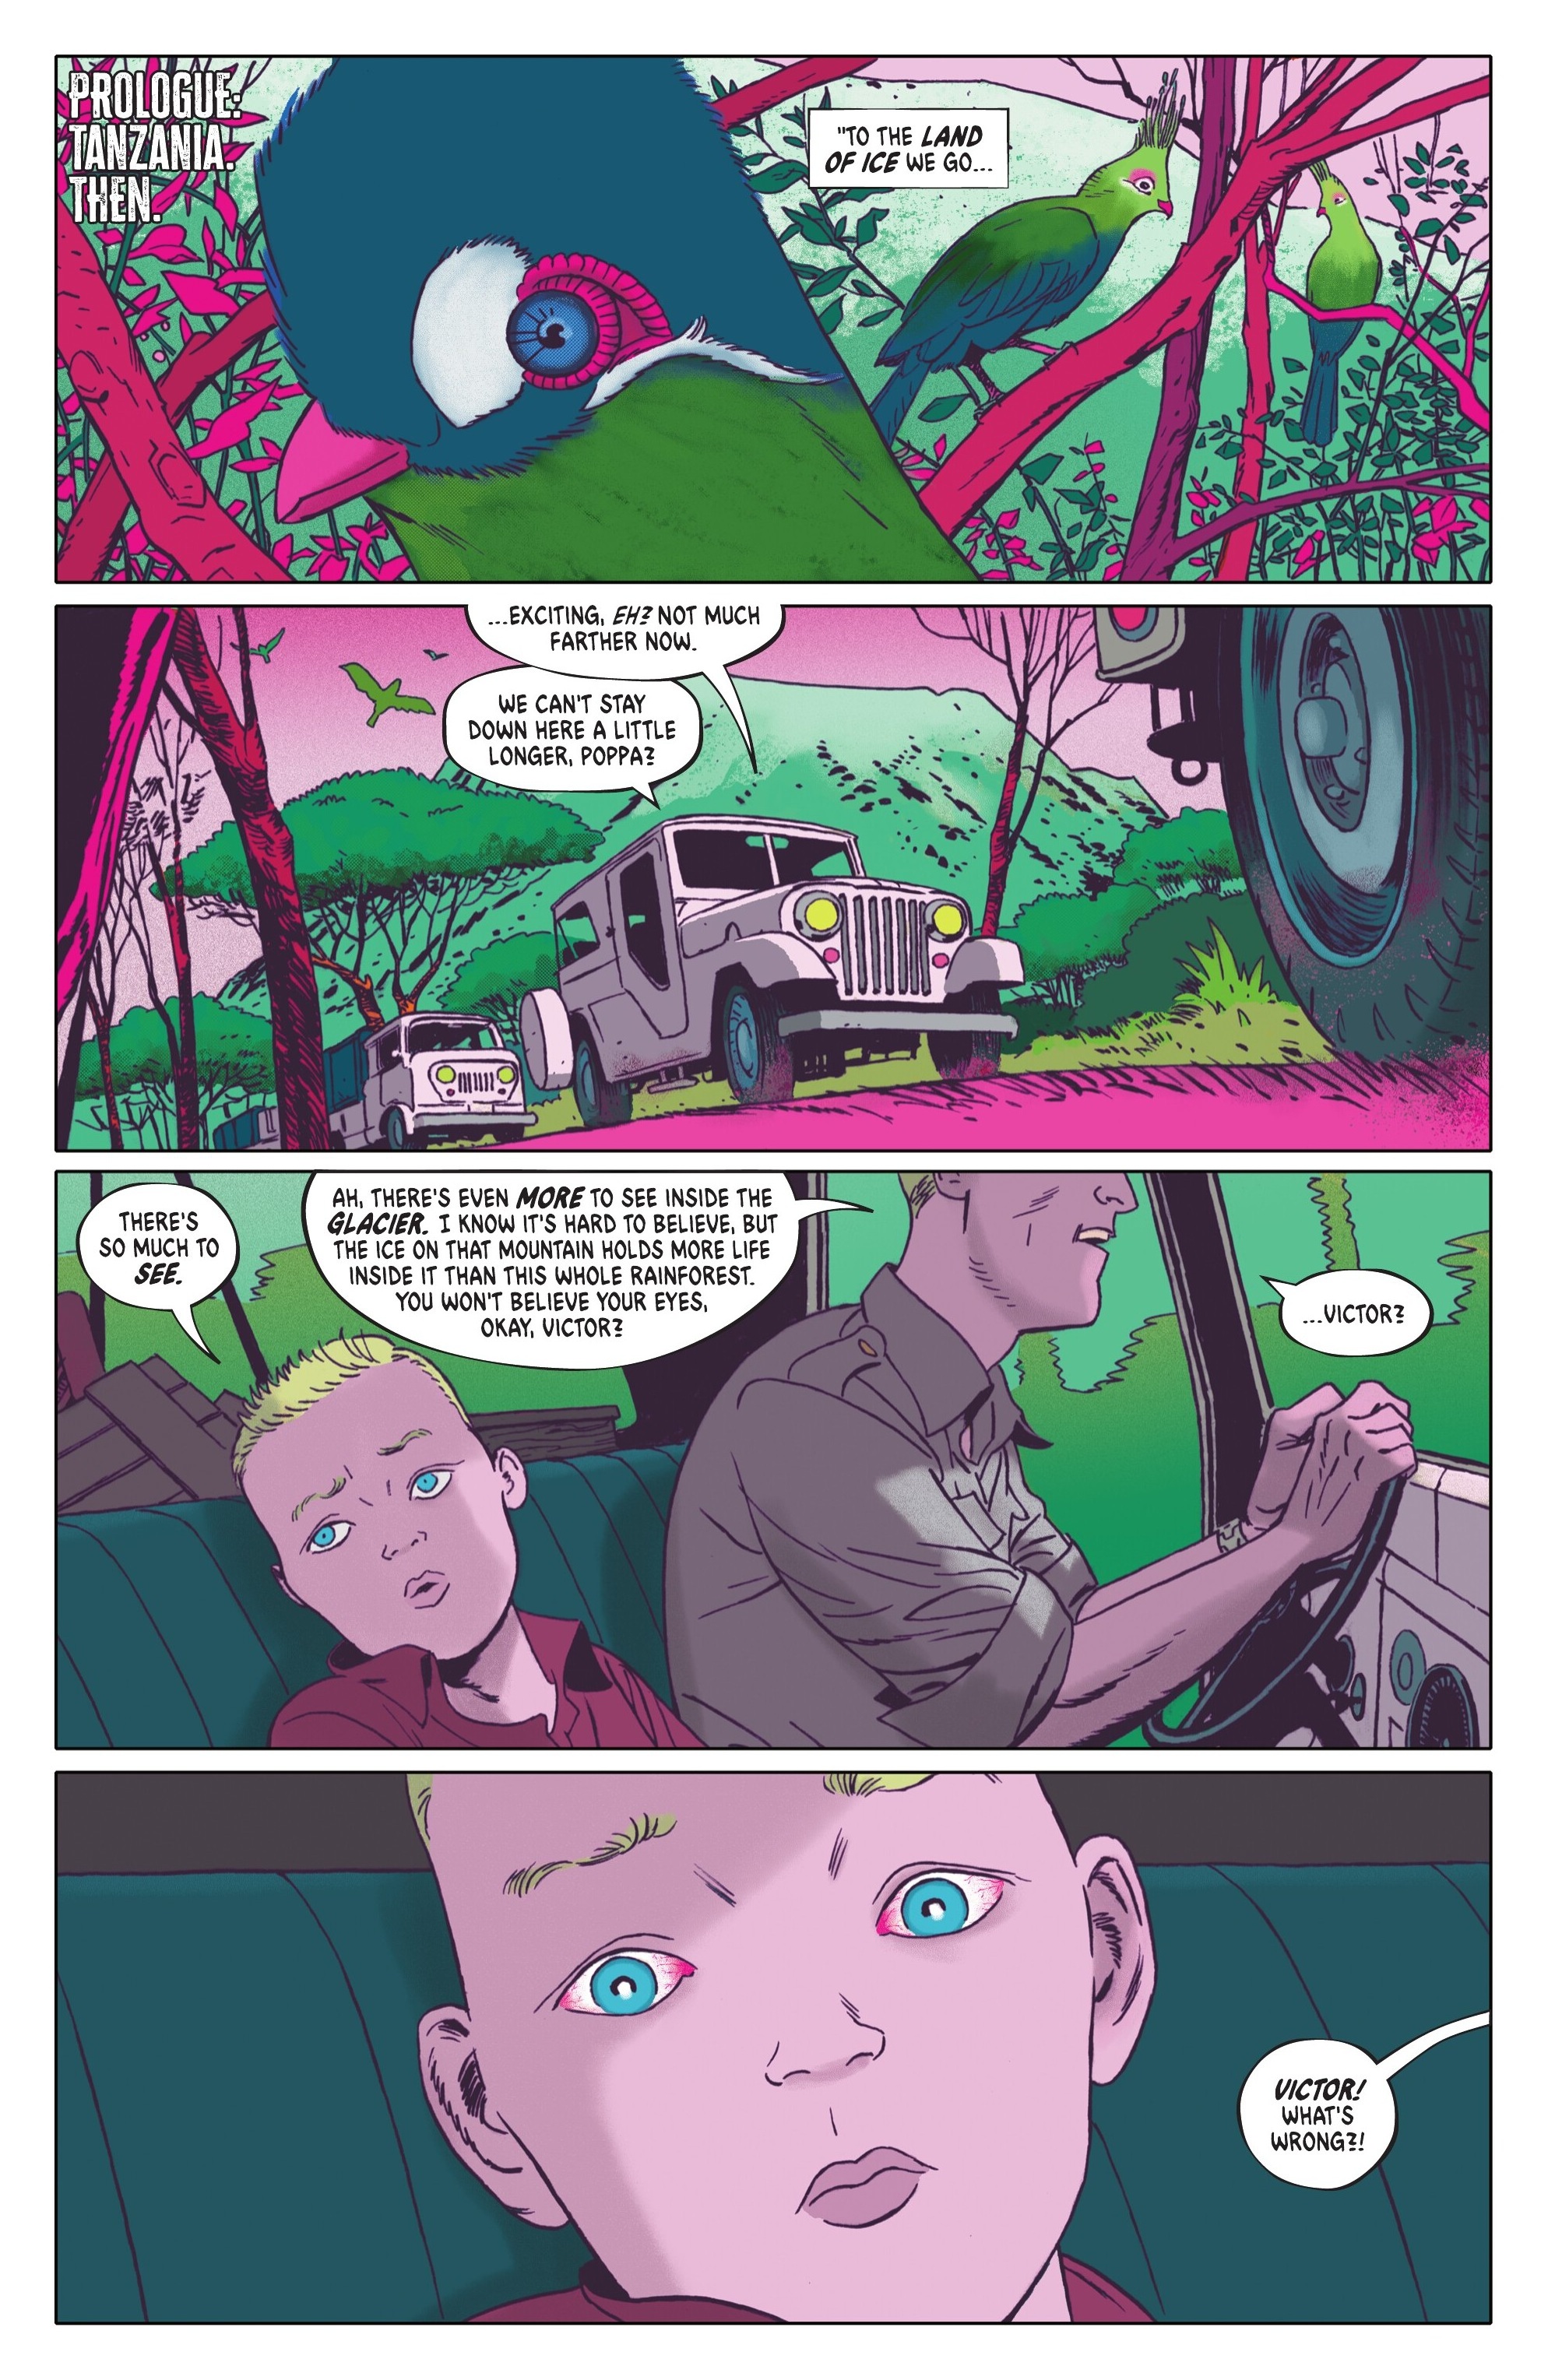 PROLOGUE:
TANZANIA.
THEN.
"TO THE LAND
OF ICE WE GO...
...EXCITING, EH? NOT MUCH
FARTHER NOW.
WE CAN'T STAY
DOWN HERE A LITTLE
LONGER, POPPA?
THERE'S
SO MUCH TO
SEE.
AH, THERE'S EVEN MORE TO SEE INSIDE THE
GLACIER. I KNOW IT'S HARD TO BELIEVE, BUT
THE ICE ON THAT MOUNTAIN HOLDS MORE LIFE
INSIDE IT THAN THIS WHOLE RAINFOREST.
YOU WON'T BELIEVE YOUR EYES,
OKAY, VICTOR?
...VICTOR?
VICTOR!
WHAT'S
WRONG?!